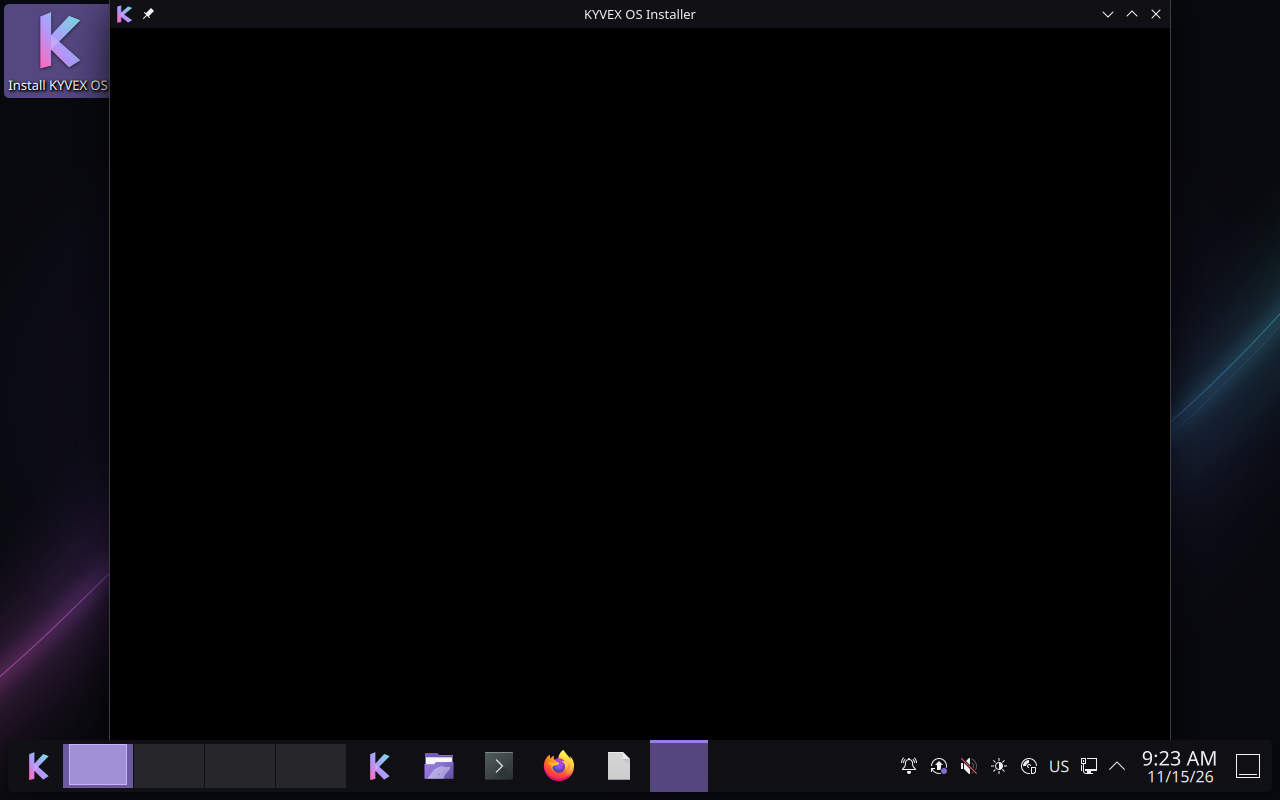 KYVEX OS Installer
Install KYVEX OS
US
9:23 AM
11/15/26